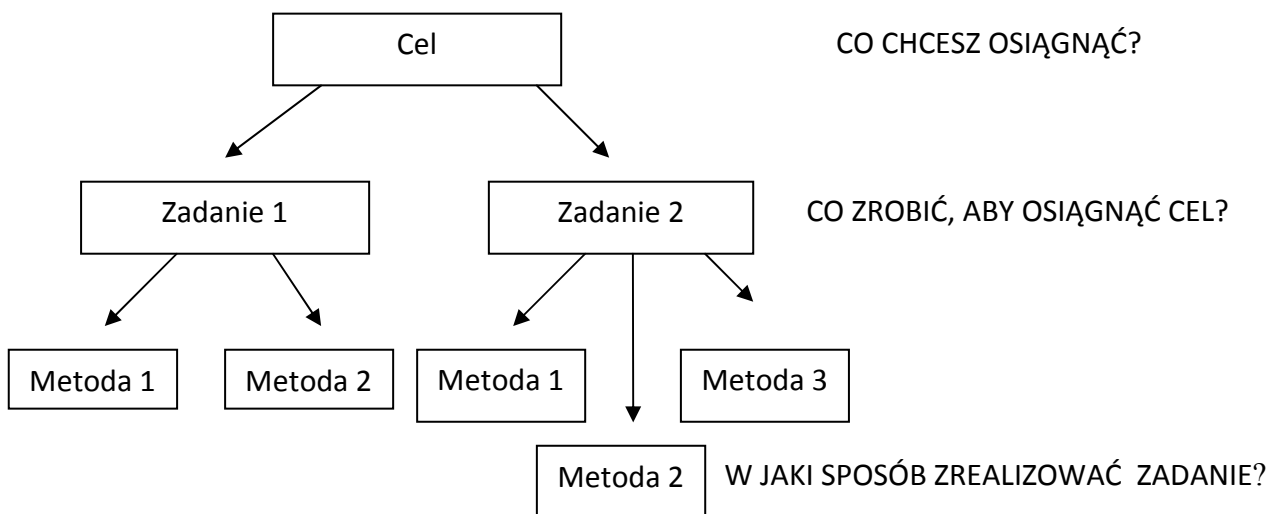 Cel
CO CHCESZ OSIĄGNĄĆ?
Zadanie 1
Zadanie 2
CO ZROBIĆ, ABY OSIĄGNĄĆ CEL?
Metoda 1
Metoda 2
Metoda 1
Metoda 3
Metoda 2
W JAKI SPOSÓB ZREALIZOWAĆ ZADANIE?